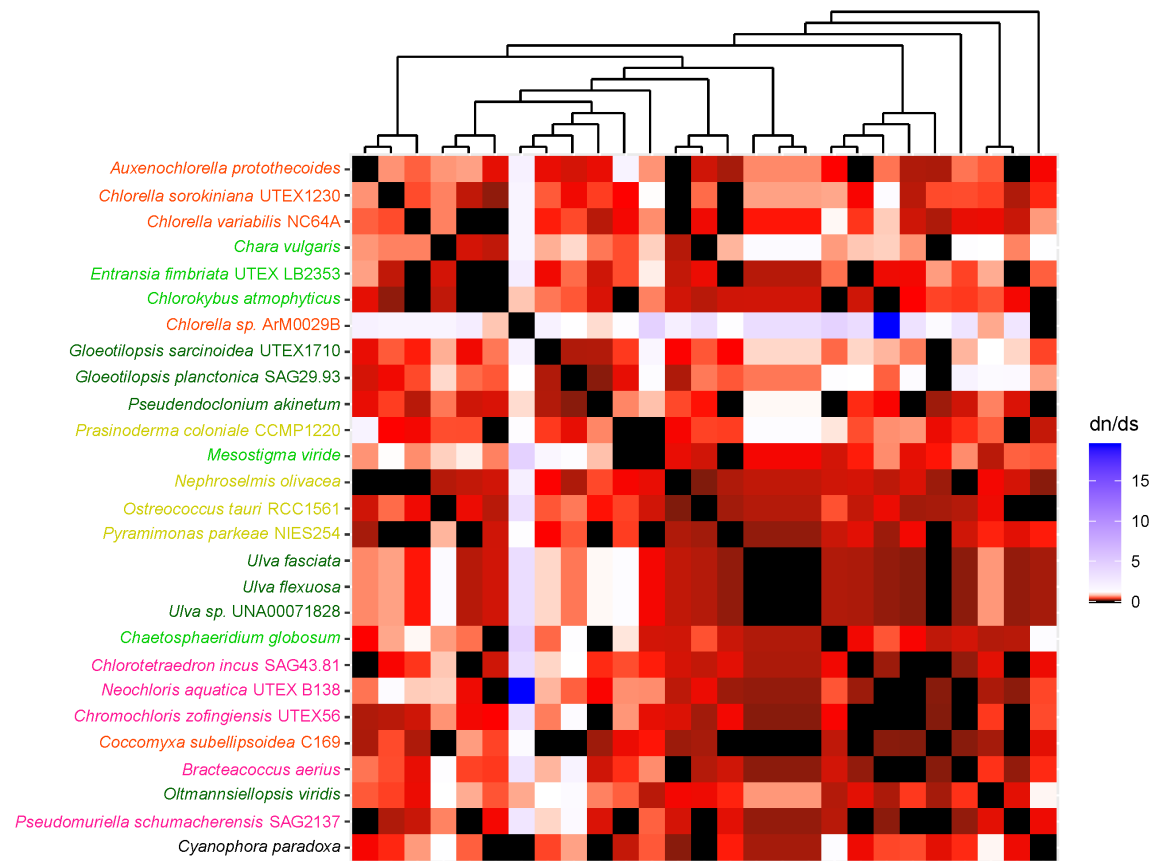 Auxenochlorella protothecoides
Chlorella sorokiniana UTEX1230
Chlorella variabilis NC64A
Chara vulgaris
Entransia fimbriata UTEX LB2353
Chlorokybus atmophyticus
Chlorella sp. ArM0029B
Gloeotilopsis sarcinoidea UTEX1710
Gloeotilopsis planctonica SAG29.93
Pseudendoclonium akinetum
Prasinoderma coloniale CCMP1220
Mesostigma viride
Nephroselmis olivacea
Ostreococcus tauri RCC1561
Pyramimonas parkeae NIES254
Ulva fasciata
Ulva flexuosa
Ulva sp. UNA00071828
Chaetosphaeridium globosum
Chlorotetraedron incus SAG43.81
Neochloris aquatica UTEX B138
Chromochloris zofingiensis UTEX56
Coccomyxa subellipsoidea C169
Bracteacoccus aerius
Oltmannsiellopsis viridis
Pseudomuriella schumacherensis SAG2137
Cyanophora paradoxa
dn/ds
15
10
5
0